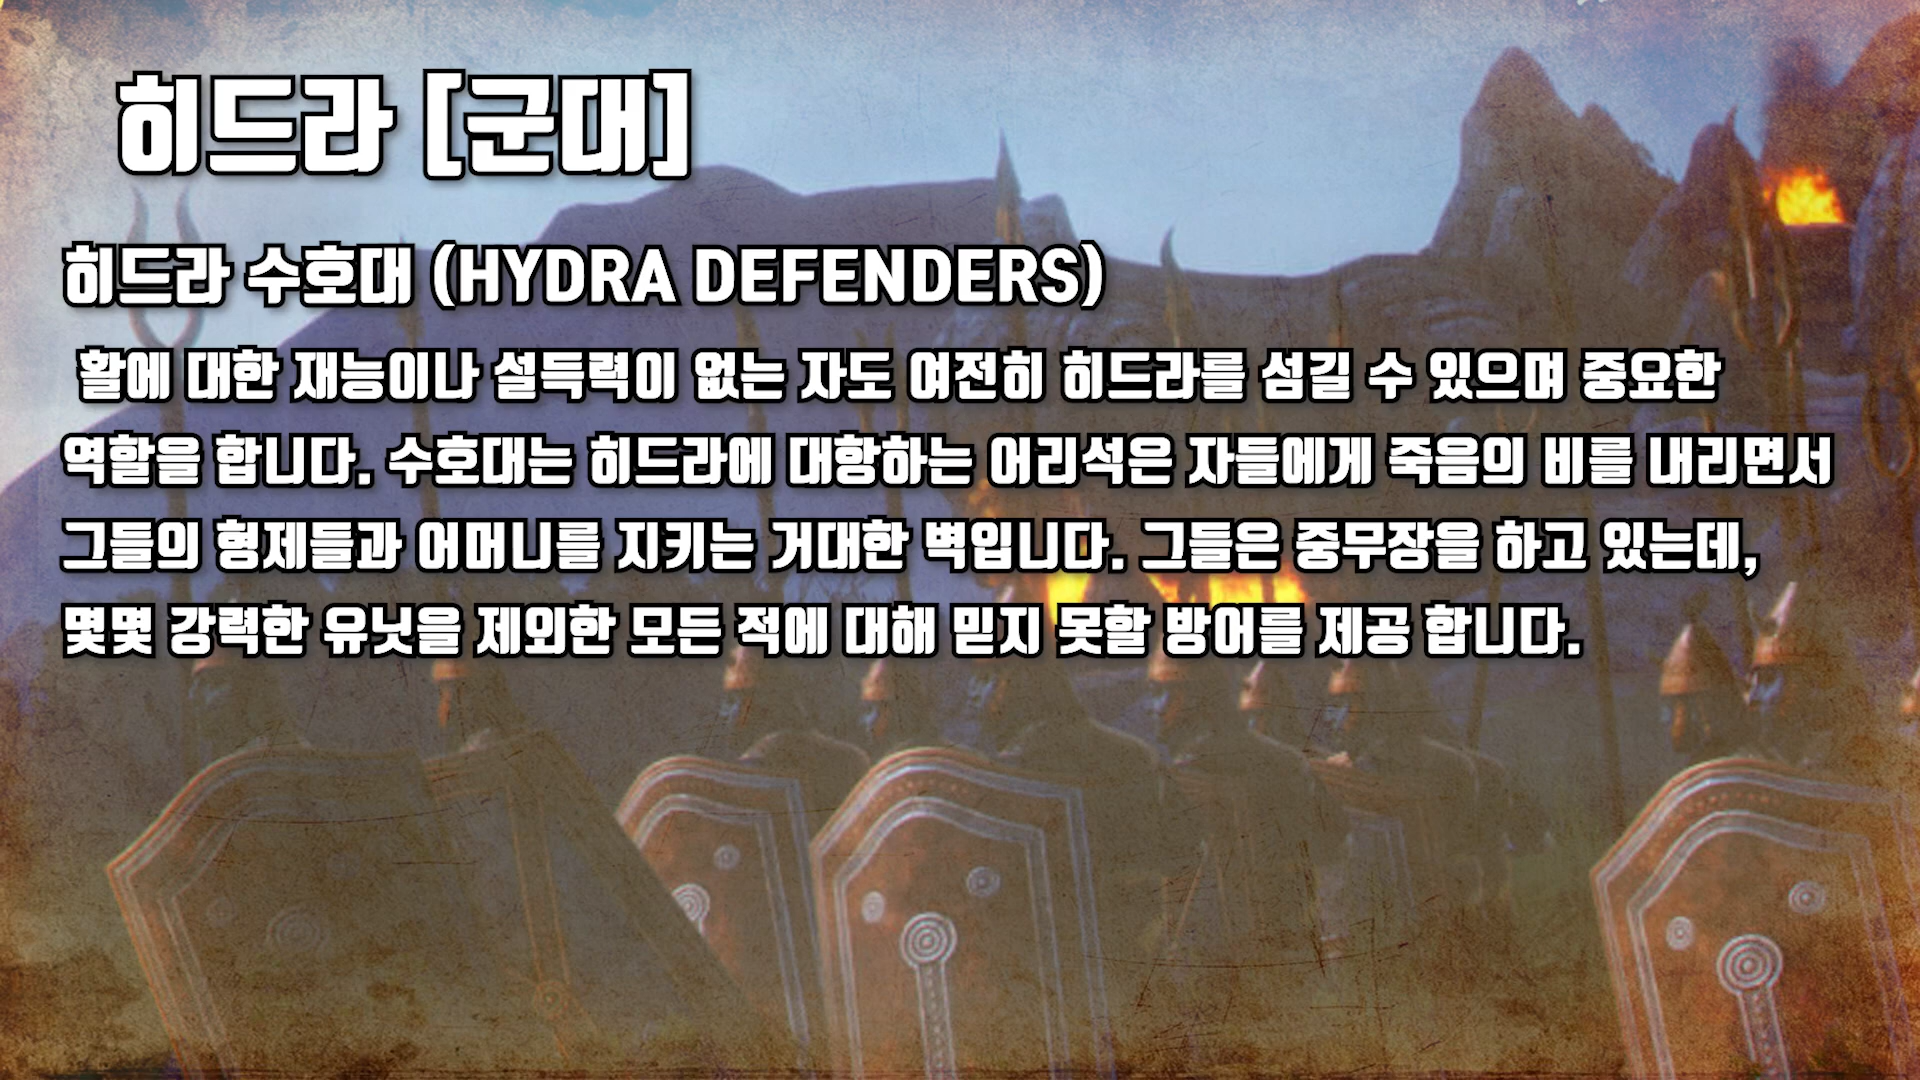 히드라 [군대]
히드라 수호대 (HYDRA DEFENDERS)
활에 대한 재능이나 설득력이 없는 자도 여전히 히드라를 섬길 수 있으며 중요한
역할을 합니다. 수호대는 히드라에 대항하는 어리석은 자들에게 죽음의 비를 내리면서
그들의 형제들과 어머니를 지키는 거대한 벽입니다. 그들은 중무장을 하고 있는데,
몇몇 강력한 유닛을 제외한 모든 적에 대해 믿지 못할 방어를 제공 합니다.